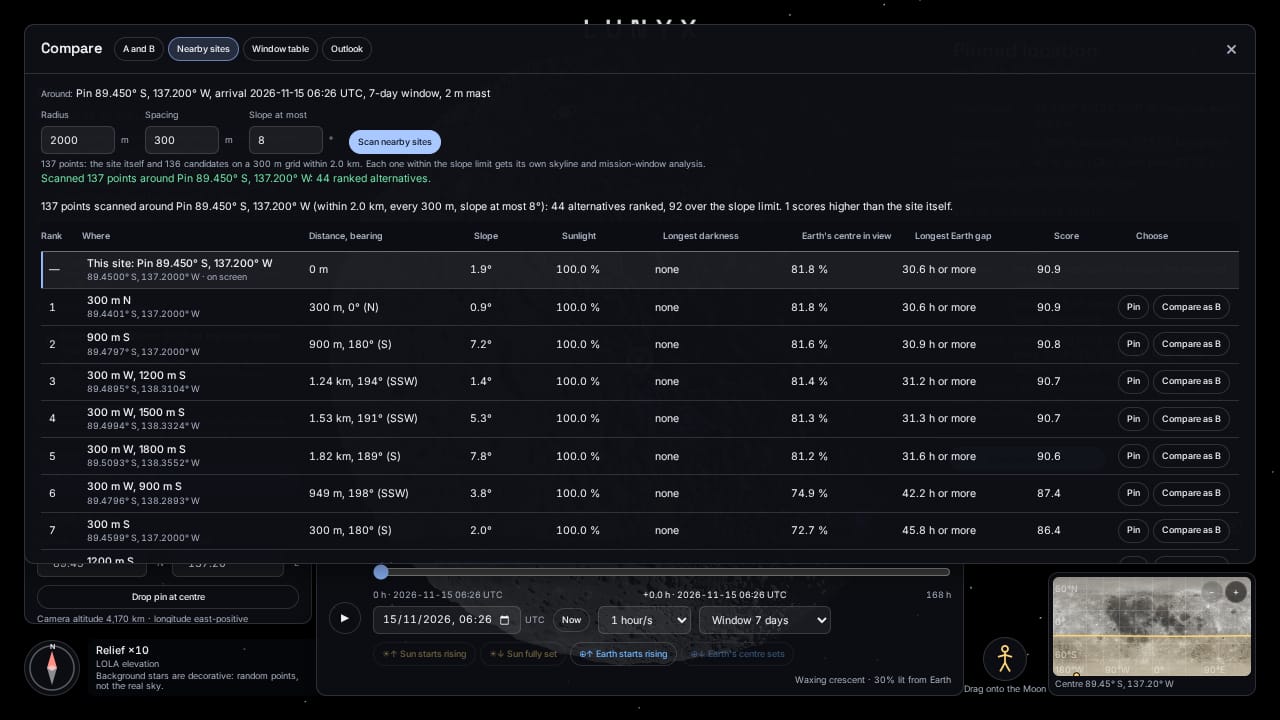 LUNYX
Compare
A and B
Nearby sites
Window table
Outlook
Pinned location
×
Around: Pin 89.450° S, 137.200° W, arrival 2026-11-15 06:26 UTC, 7-day window, 2 m mast
Radius
Spacing
Slope at most
2000 m
300 m
8 °
Scan nearby sites
137 points: the site itself and 136 candidates on a 300 m grid within 2.0 km. Each one within the slope limit gets its own skyline and mission-window analysis.
Scanned 137 points around Pin 89.450° S, 137.200° W: 44 ranked alternatives.
137 points scanned around Pin 89.450° S, 137.200° W (within 2.0 km, every 300 m, slope at most 8°): 44 alternatives ranked, 92 over the slope limit. 1 scores higher than the site itself.
Rank Where Distance, bearing Slope Sunlight Longest darkness Earth's centre in view Longest Earth gap Score Choose
— This site: Pin 89.450° S, 137.200° W 0 m 1.9° 100.0 % none 81.8 % 30.6 h or more 90.9
89.4500° S, 137.2000° W · on screen
1 300 m N 300 m, 0° (N) 0.9° 100.0 % none 81.8 % 30.6 h or more 90.9 Pin Compare as B
89.4401° S, 137.2000° W
2 900 m S 900 m, 180° (S) 7.2° 100.0 % none 81.6 % 30.9 h or more 90.8 Pin Compare as B
89.4797° S, 137.2000° W
3 300 m W, 1200 m S 1.24 km, 194° (SSW) 1.4° 100.0 % none 81.4 % 31.2 h or more 90.7 Pin Compare as B
89.4895° S, 138.3104° W
4 300 m W, 1500 m S 1.53 km, 191° (SSW) 5.3° 100.0 % none 81.3 % 31.3 h or more 90.7 Pin Compare as B
89.4994° S, 138.3324° W
5 300 m W, 1800 m S 1.82 km, 189° (S) 7.8° 100.0 % none 81.2 % 31.6 h or more 90.6 Pin Compare as B
89.5093° S, 138.3552° W
6 300 m W, 900 m S 949 m, 198° (SSW) 3.8° 100.0 % none 74.9 % 42.2 h or more 87.4 Pin Compare as B
89.4796° S, 138.2893° W
7 300 m S 300 m, 180° (S) 2.0° 100.0 % none 72.7 % 45.8 h or more 86.4 Pin Compare as B
89.4599° S, 137.2000° W
1200 m S
Drop pin at centre
Camera altitude 4,170 km · longitude east-positive
N
Relief ×10
LOLA elevation
Background stars are decorative: random points, not the real sky.
0 h · 2026-11-15 06:26 UTC
+0.0 h · 2026-11-15 06:26 UTC
168 h
15/11/2026, 06:26
UTC
Now
1 hour/s
Window 7 days
Sun starts rising
Sun fully set
Earth starts rising
Earth's centre sets
Waxing crescent · 30% lit from Earth
Drag onto the Moon
60°N
0°
60°S
180°W 90°W 0° 90°E
− +
Centre 89.45° S, 137.20° W